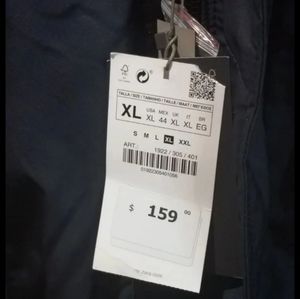 FSC
TALLA / SIZE / TAMANHO / TAILLE / MAAT /
XL
USA MEX UK IT BR
XL 44 XL XL EG
S M L XL XXL
ART.: 1922 / 305 / 401
$ 159 00